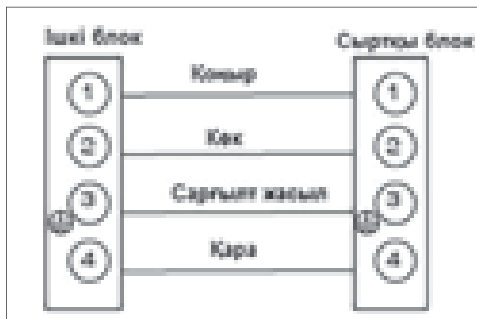 Ішкі блок
Сыртқы блок
1 Қоңыр 1
2 Көк 2
3 Сарғылт жасыл 3
4 Қара 4